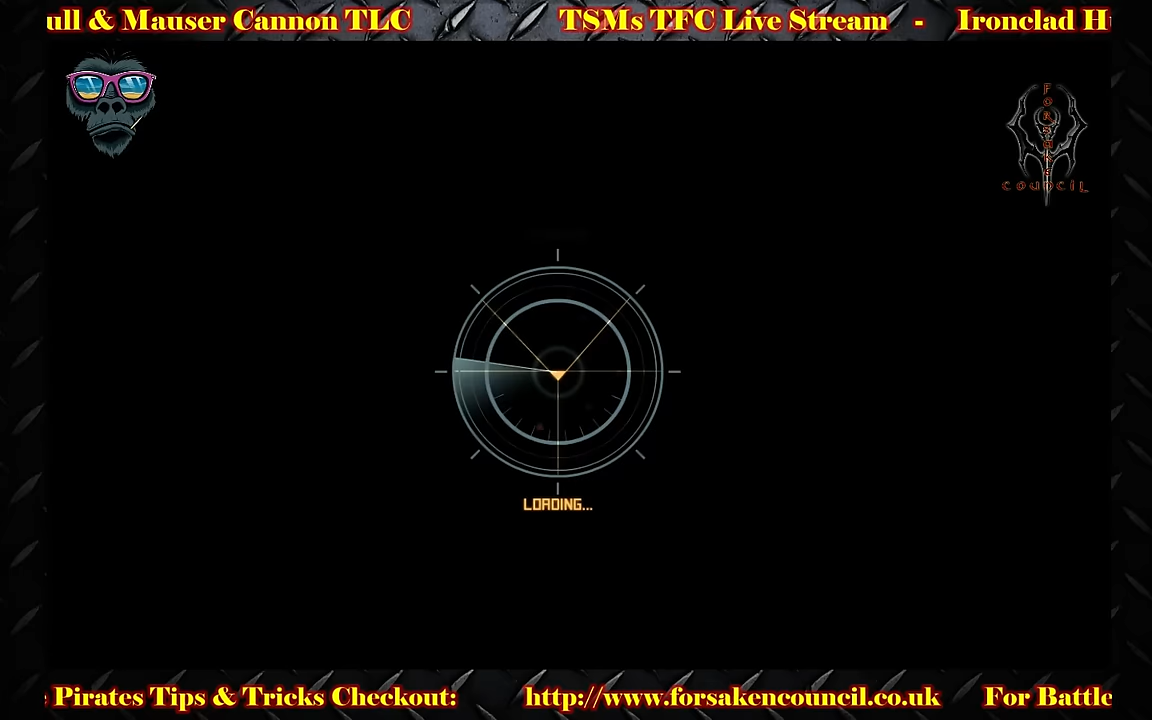 ull & Mauser Cannon TLC TSMs TFC Live Stream - Ironclad H
FORSAKEN
COUNCIL
LOADING...
Pirates Tips & Tricks Checkout: http://www.forsakencouncil.co.uk For Battle